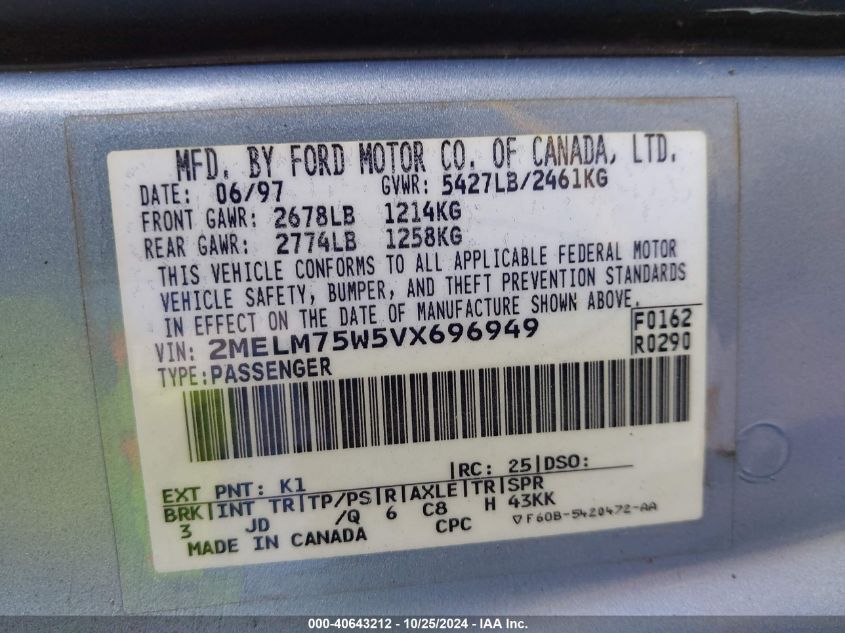 MFD. BY FORD MOTOR CO. OF CANADA, LTD.
DATE: 06/97 GVWR: 5427LB/2461KG
FRONT GAWR: 2678LB 1214KG
REAR GAWR: 2774LB 1258KG
THIS VEHICLE CONFORMS TO ALL APPLICABLE FEDERAL MOTOR
VEHICLE SAFETY, BUMPER, AND THEFT PREVENTION STANDARDS
IN EFFECT ON THE DATE OF MANUFACTURE SHOWN ABOVE.
VIN: 2MELM75W5VX696949 F0162
TYPE: PASSENGER R0290
EXT PNT: K1 |RC: 25|DSO:
BRK|INT TR|TP/PS|R|AXLE|TR|SPR
3 JD /Q 6 C8 H 43KK
MADE IN CANADA CPC ▽F60B-5420472-AA
000-40643212 - 10/25/2024 - IAA Inc.